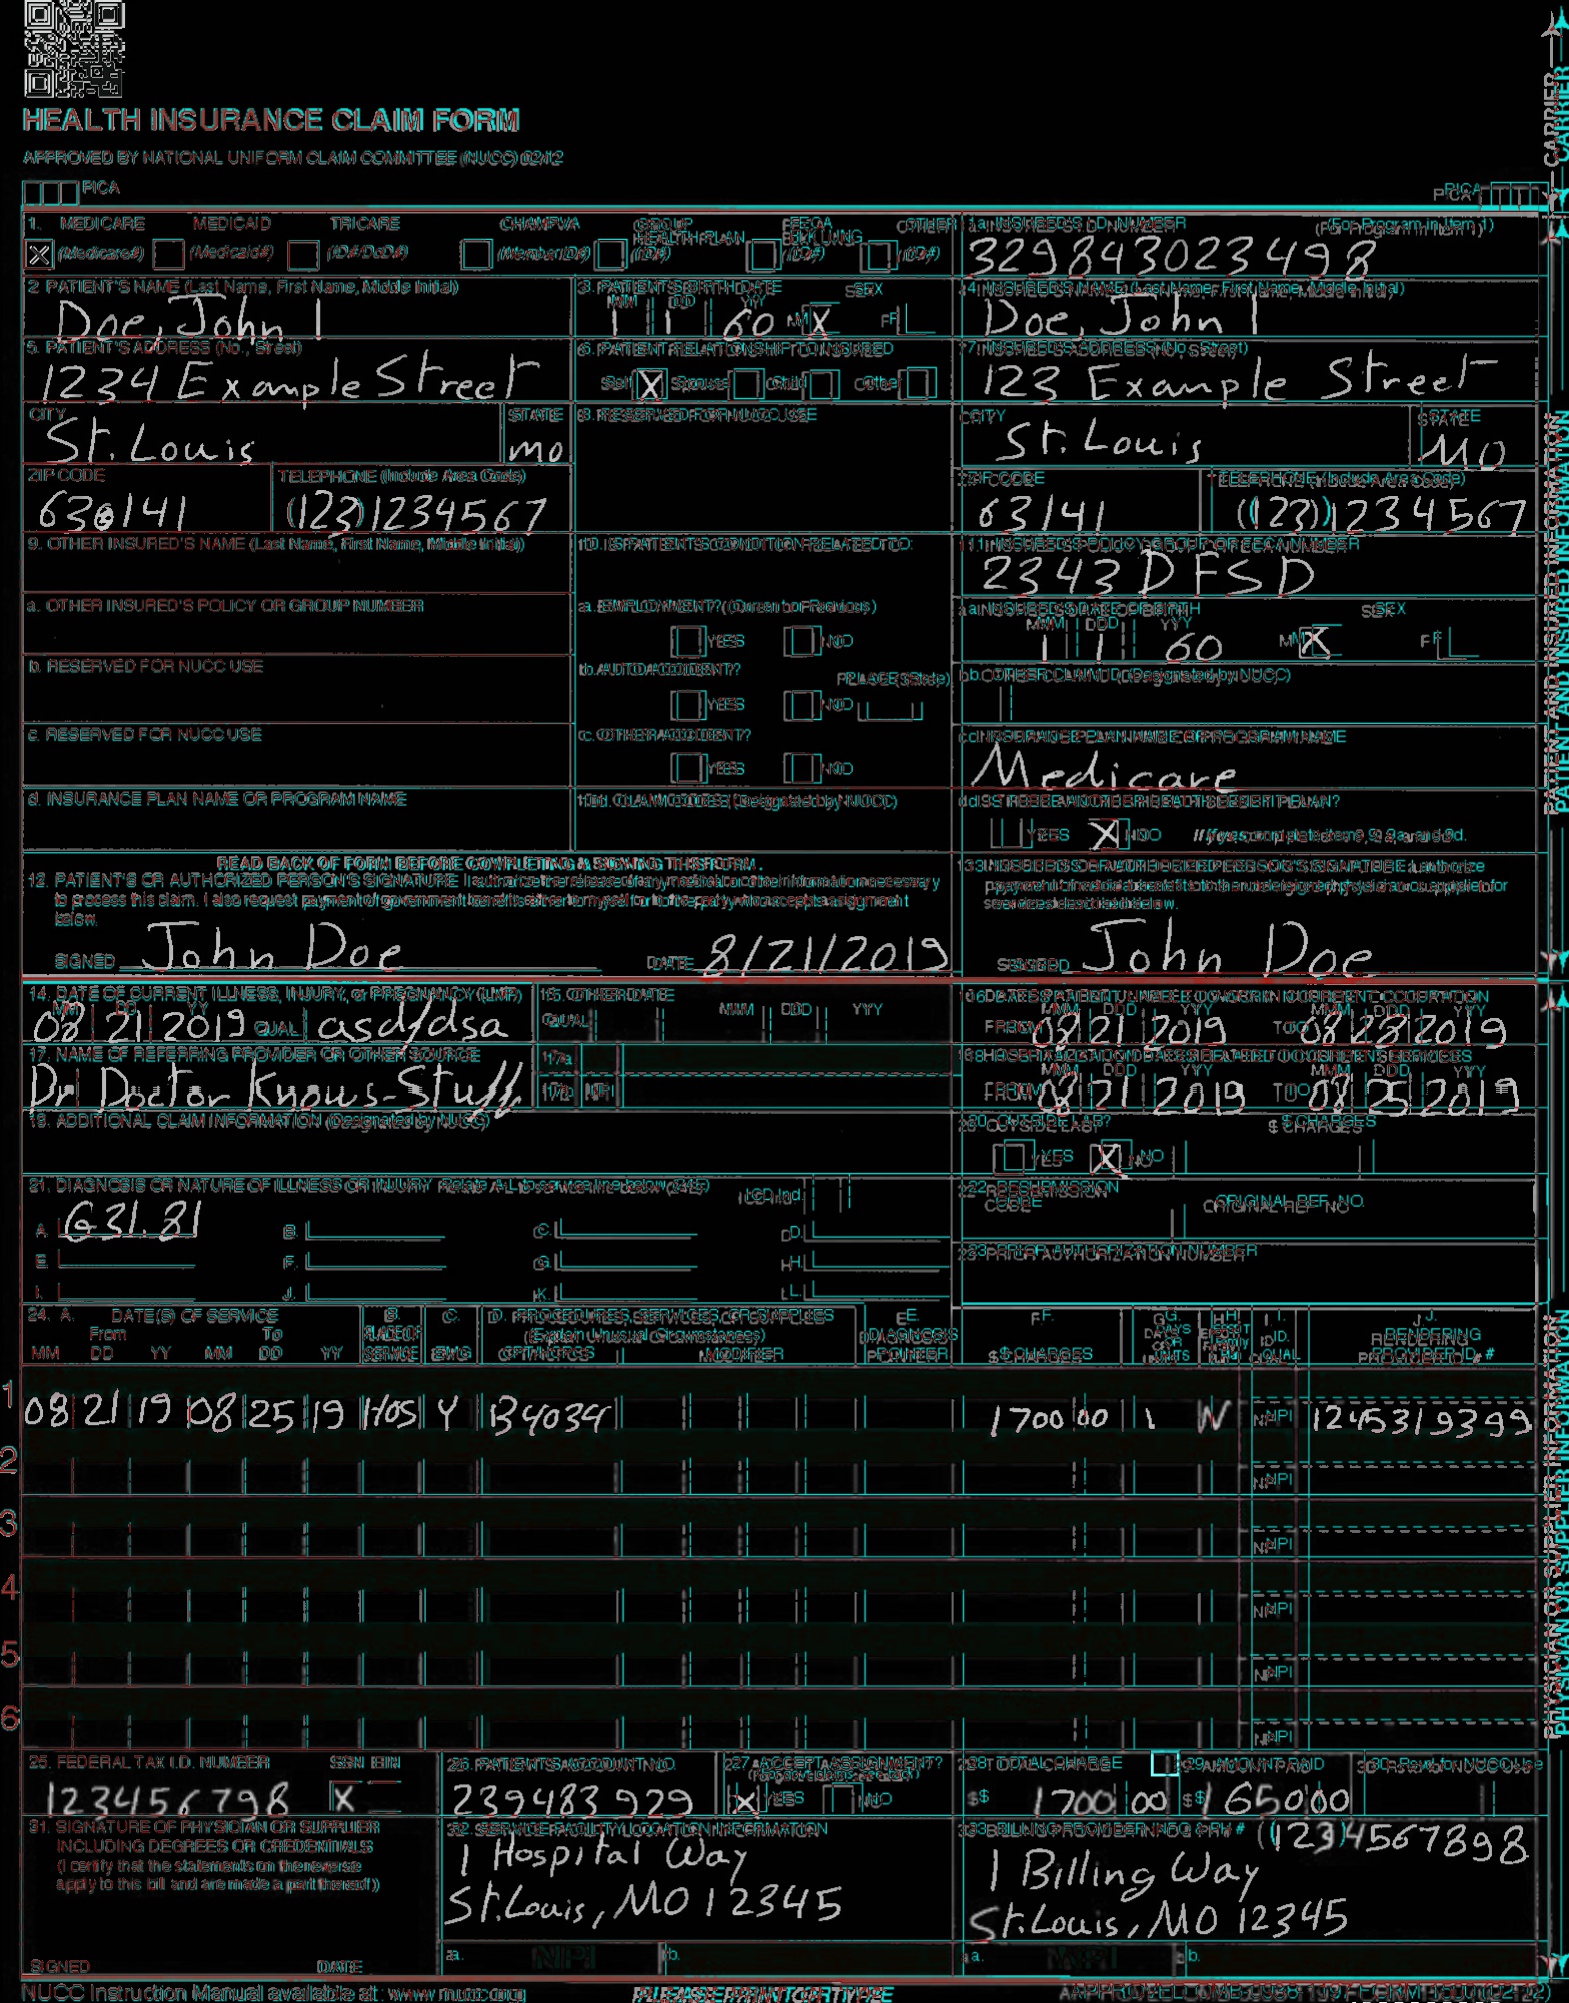 HEALTH INSURANCE CLAIM FORM
APPROVED BY NATIONAL UNIFORM CLAIM COMMITTEE (NUCC) 02/12
PICA PICA
1. MEDICARE MEDICAID TRICARE CHAMPVA GROUP HEALTH PLAN FECA BLK LUNG OTHER 1a. INSURED'S I.D. NUMBER (For Program in Item 1)
X (Medicare#) (Medicaid#) (ID#/DoD#) (Member ID#) (ID#) (ID#) (ID#) 329843023498
2. PATIENT'S NAME (Last Name, First Name, Middle Initial) 3. PATIENT'S BIRTH DATE SEX 4. INSURED'S NAME (Last Name, First Name, Middle Initial)
MM DD YY
Doe, John I 1 1 60 M X F Doe, John I
5. PATIENT'S ADDRESS (No., Street) 6. PATIENT RELATIONSHIP TO INSURED 7. INSURED'S ADDRESS (No., Street)
1234 Example Street Self X Spouse Child Other 123 Example Street
CITY STATE 8. RESERVED FOR NUCC USE CITY STATE
St. Louis mo St. Louis MO
ZIP CODE TELEPHONE (Include Area Code) ZIP CODE TELEPHONE (Include Area Code)
(123) 1234567 63141 (123) 1234567
9. OTHER INSURED'S NAME (Last Name, First Name, Middle Initial) 10. IS PATIENT'S CONDITION RELATED TO: 11. INSURED'S POLICY GROUP OR FECA NUMBER
2343DFSD
a. OTHER INSURED'S POLICY OR GROUP NUMBER a. EMPLOYMENT? (Current or Previous) a. INSURED'S DATE OF BIRTH SEX
MM DD YY
YES NO 1 1 60 M X F
b. RESERVED FOR NUCC USE b. AUTO ACCIDENT? PLACE (State) b. OTHER CLAIM ID (Designated by NUCC)
YES NO
c. RESERVED FOR NUCC USE c. OTHER ACCIDENT? c. INSURANCE PLAN NAME OR PROGRAM NAME
YES NO Medicare
d. INSURANCE PLAN NAME OR PROGRAM NAME 10d. CLAIM CODES (Designated by NUCC) d. IS THERE ANOTHER HEALTH BENEFIT PLAN?
YES X NO If yes, complete items 9, 9a, and 9d.
READ BACK OF FORM BEFORE COMPLETING & SIGNING THIS FORM.
12. PATIENT'S OR AUTHORIZED PERSON'S SIGNATURE I authorize the release of any medical or other information necessary
to process this claim. I also request payment of government benefits either to myself or to the party who accepts assignment
below.
SIGNED John Doe DATE 8/21/2019
13. INSURED'S OR AUTHORIZED PERSON'S SIGNATURE I authorize
payment of medical benefits to the undersigned physician or supplier for
services described below.
SIGNED John Doe
14. DATE OF CURRENT ILLNESS, INJURY, or PREGNANCY (LMP) 15. OTHER DATE 16. DATES PATIENT UNABLE TO WORK IN CURRENT OCCUPATION
MM DD YY MM DD YY MM DD YY MM DD YY
08 21 2019 QUAL. asdfdsa QUAL. FROM 08 21 2019 TO 08 23 2019
17. NAME OF REFERRING PROVIDER OR OTHER SOURCE 17a. 18. HOSPITALIZATION DATES RELATED TO CURRENT SERVICES
MM DD YY MM DD YY
Dr Doctor Knows-Stuff 17b. NPI FROM 08 21 2019 TO 08 25 2019
19. ADDITIONAL CLAIM INFORMATION (Designated by NUCC) 20. OUTSIDE LAB? $ CHARGES
YES X NO
21. DIAGNOSIS OR NATURE OF ILLNESS OR INJURY Relate A-L to service line below (24E) ICD Ind. 22. RESUBMISSION CODE ORIGINAL REF. NO.
A. G31.81 B. C. D.
E. F. G. H. 23. PRIOR AUTHORIZATION NUMBER
I. J. K. L.
24. A. DATE(S) OF SERVICE B. C. D. PROCEDURES, SERVICES, OR SUPPLIES E. F. G. H. I. J.
From To PLACE OF (Explain Unusual Circumstances) DIAGNOSIS DAYS OR UNITS ID. RENDERING
MM DD YY MM DD YY SERVICE EMG CPT/HCPCS MODIFIER POINTER $ CHARGES QUAL. PROVIDER ID. #
1 08 21 19 08 25 19 HOS Y B4034 1700 00 1 N NPI 1245319399
2 NPI
3 NPI
4 NPI
5 NPI
6 NPI
25. FEDERAL TAX I.D. NUMBER SSN EIN 26. PATIENT'S ACCOUNT NO. 27. ACCEPT ASSIGNMENT? 28. TOTAL CHARGE 29. AMOUNT PAID 30. Rsvd for NUCC Use
123456798 X 239483929 X YES NO $ 1700 00 $ 1650 00
31. SIGNATURE OF PHYSICIAN OR SUPPLIER
INCLUDING DEGREES OR CREDENTIALS
(I certify that the statements on the reverse
apply to this bill and are made a part thereof.)
SIGNED DATE
32. SERVICE FACILITY LOCATION INFORMATION
1 Hospital Way
St. Louis, MO 12345
a. NPI b.
33. BILLING PROVIDER INFO & PH # (123)4567898
1 Billing Way
St. Louis, MO 12345
a. NPI b.
NUCC Instruction Manual available at: www.nucc.org PLEASE PRINT OR TYPE
CARRIER
PATIENT AND INSURED INFORMATION
PHYSICIAN OR SUPPLIER INFORMATION